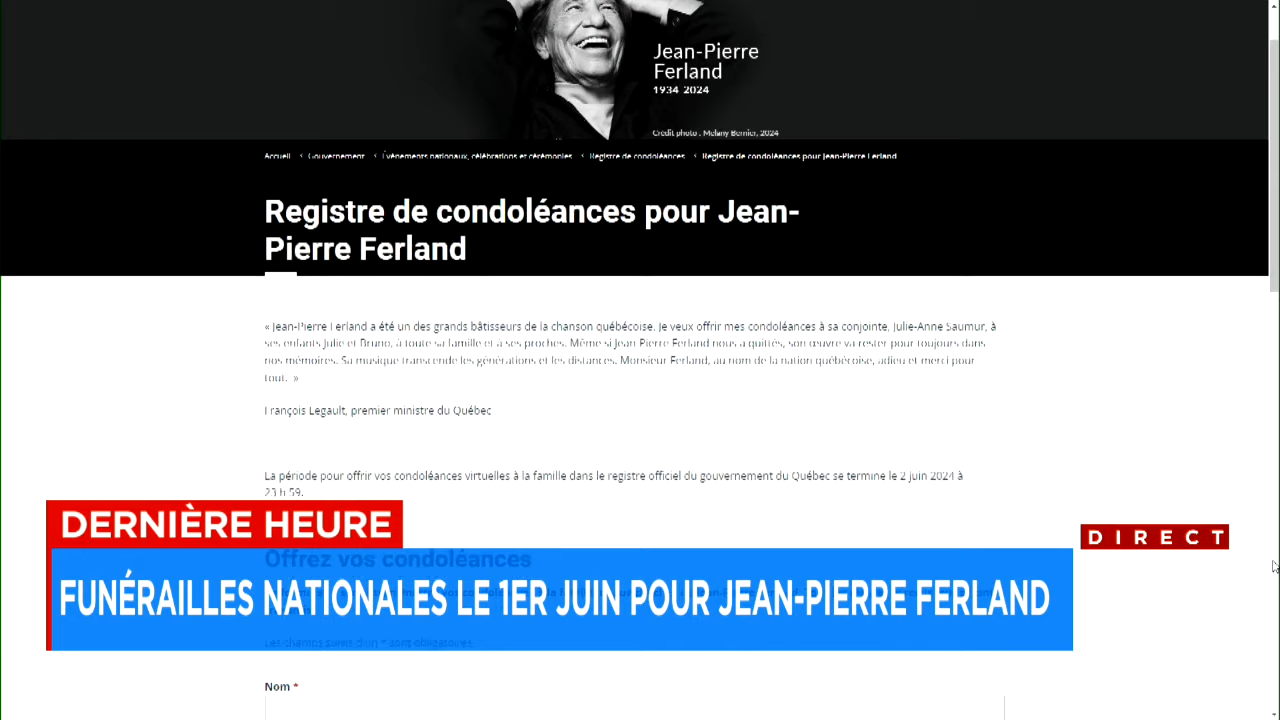 Jean-Pierre
Ferland
1934-2024
Crédit photo : Melany Bernier, 2024
Accueil < Gouvernement < Événements nationaux, célébrations et cérémonies < Registre de condoléances < Registre de condoléances pour Jean-Pierre Ferland
Registre de condoléances pour Jean-
Pierre Ferland
« Jean-Pierre Ferland a été un des grands bâtisseurs de la chanson québécoise. Je veux offrir mes condoléances à sa conjointe, Julie-Anne Saumur, à
ses enfants Julie et Bruno, à toute sa famille et à ses proches. Même si Jean-Pierre Ferland nous a quittés, son œuvre va rester pour toujours dans
nos mémoires. Sa musique transcende les générations et les distances. Monsieur Ferland, au nom de la nation québécoise, adieu et merci pour
tout. »
François Legault, premier ministre du Québec
La période pour offrir vos condoléances virtuelles à la famille dans le registre officiel du gouvernement du Québec se termine le 2 juin 2024 à
23 h 59.
DERNIÈRE HEURE
DIRECT
Offrez vos condoléances
FUNÉRAILLES NATIONALES LE 1ER JUIN POUR JEAN-PIERRE FERLAND
Les champs suivis d'un * sont obligatoires.
Nom *